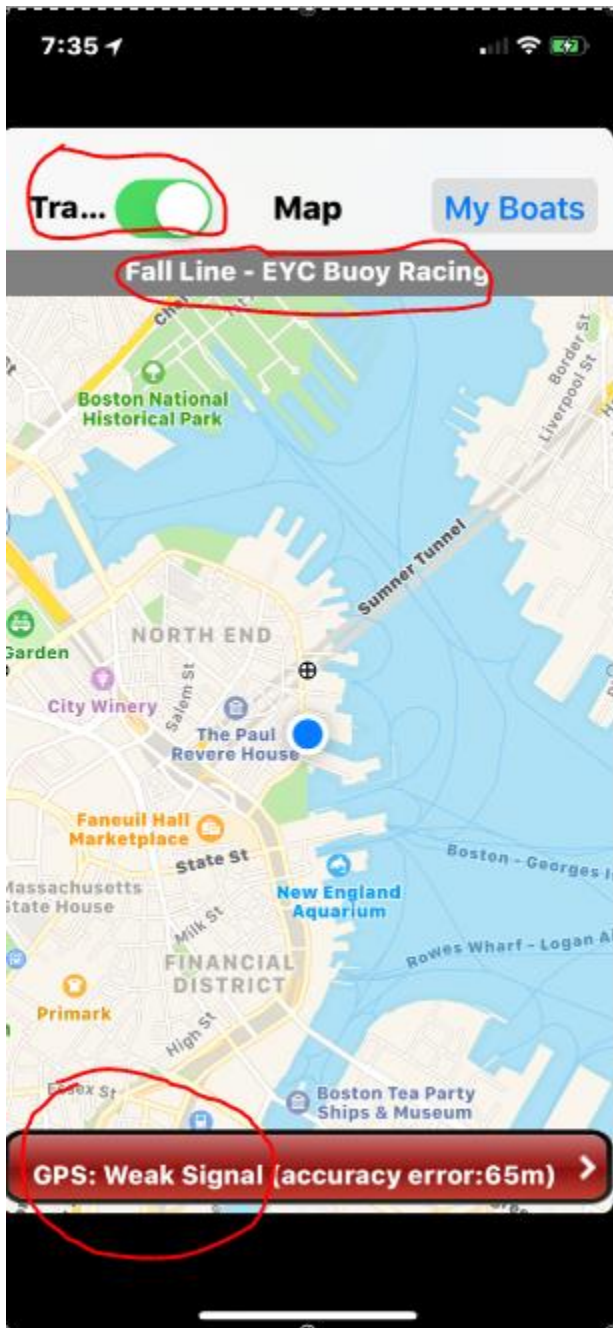 7:35
Tra...
Map
My Boats
Fall Line - EYC Buoy Racing
Boston National
Historical Park
Border St
Liverpool St
Sumner Tunnel
NORTH END
Garden
City Winery
Salem St
The Paul
Revere House
Faneuil Hall
Marketplace
State St
Boston - Georges I
Massachusetts
State House
New England
Aquarium
Milk St
Rowes Wharf - Logan Ai
FINANCIAL
DISTRICT
Primark
High St
Essex St
Boston Tea Party
Ships & Museum
GPS: Weak Signal (accuracy error:65m)